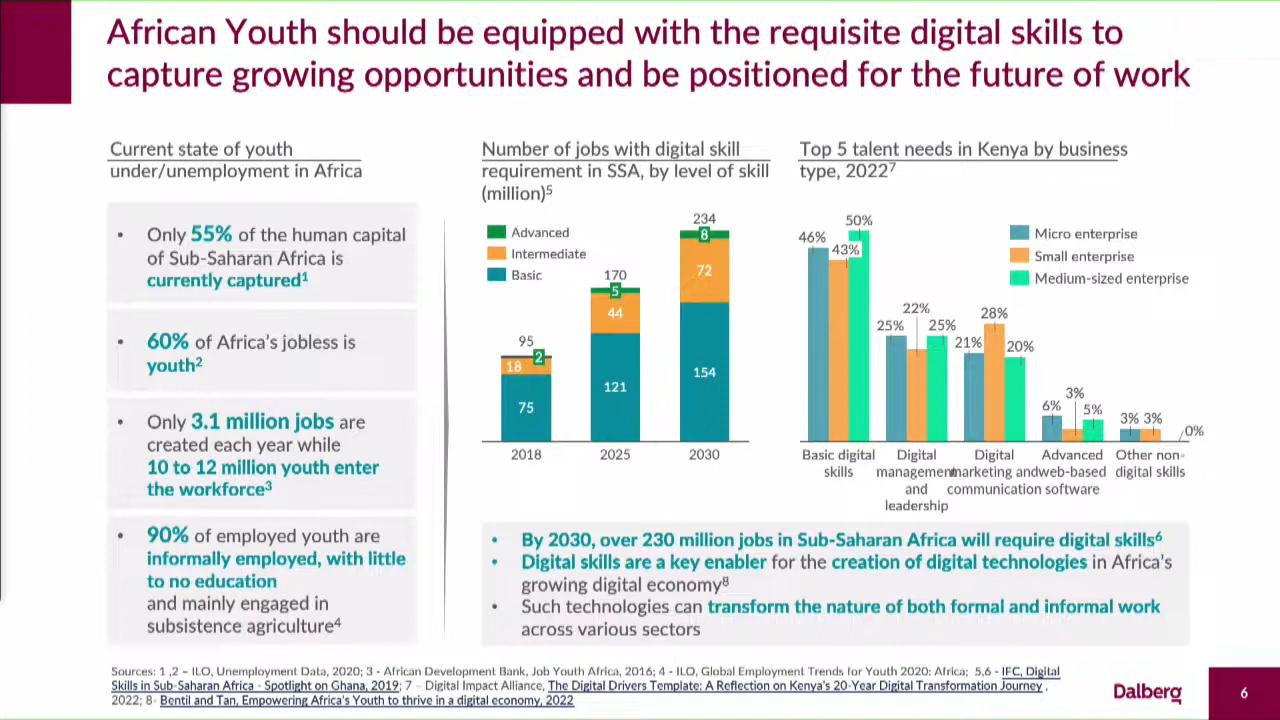 African Youth should be equipped with the requisite digital skills to
capture growing opportunities and be positioned for the future of work
Current state of youth
under/unemployment in Africa
• Only 55% of the human capital
of Sub-Saharan Africa is
currently captured1
• 60% of Africa's jobless is
youth2
• Only 3.1 million jobs are
created each year while
10 to 12 million youth enter
the workforce3
• 90% of employed youth are
informally employed, with little
to no education
and mainly engaged in
subsistence agriculture4
Number of jobs with digital skill
requirement in SSA, by level of skill
(million)5
Advanced
Intermediate
Basic
95
2
18
75
170
5
44
121
234
8
72
154
2018 2025 2030
Top 5 talent needs in Kenya by business
type, 20227
Micro enterprise
Small enterprise
Medium-sized enterprise
46% 43% 50%
25% 22% 25%
21% 28% 20%
6% 3% 5%
3% 3% 0%
Basic digital
skills
Digital
management
and
leadership
Digital
marketing and
communication
Advanced
web-based
software
Other non-
digital skills
• By 2030, over 230 million jobs in Sub-Saharan Africa will require digital skills6
• Digital skills are a key enabler for the creation of digital technologies in Africa's
growing digital economy8
• Such technologies can transform the nature of both formal and informal work
across various sectors
Sources: 1 ,2 – ILO, Unemployment Data, 2020; 3 - African Development Bank, Job Youth Africa, 2016; 4 - ILO, Global Employment Trends for Youth 2020: Africa; 5,6 - IFC, Digital
Skills in Sub-Saharan Africa - Spotlight on Ghana, 2019; 7 – Digital Impact Alliance, The Digital Drivers Template: A Reflection on Kenya's 20-Year Digital Transformation Journey ,
2022; 8- Bentil and Tan, Empowering Africa's Youth to thrive in a digital economy, 2022
Dalberg
6